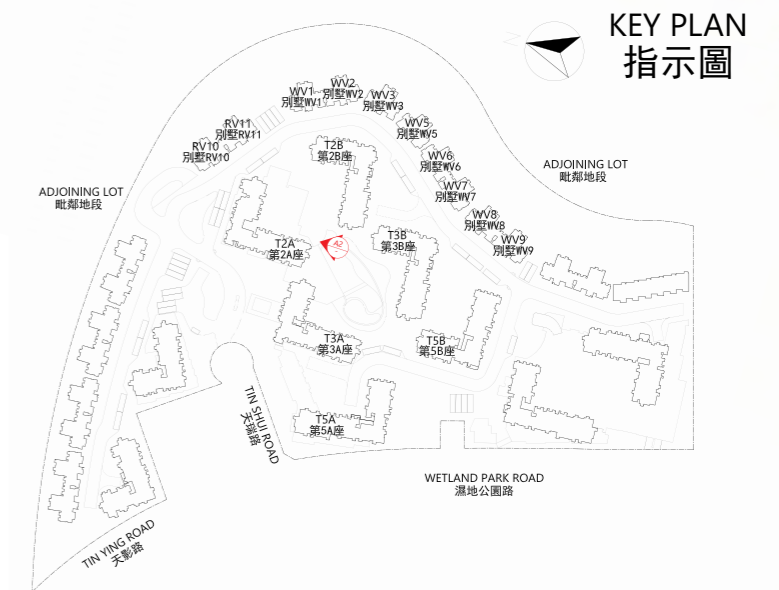 KEY PLAN
指示圖
N
WV1
別墅WV1
WV2
別墅WV2
WV3
別墅WV3
RV11
別墅RV11
RV10
別墅RV10
WV5
別墅WV5
T2B
第2B座
WV6
別墅WV6
ADJOINING LOT
毗鄰地段
WV7
別墅WV7
ADJOINING LOT
毗鄰地段
WV8
別墅WV8
T2A
第2A座
A2
T3B
第3B座
WV9
別墅WV9
T3A
第3A座
T5B
第5B座
TIN SHUI ROAD
天瑞路
T5A
第5A座
WETLAND PARK ROAD
濕地公園路
TIN YING ROAD
天影路